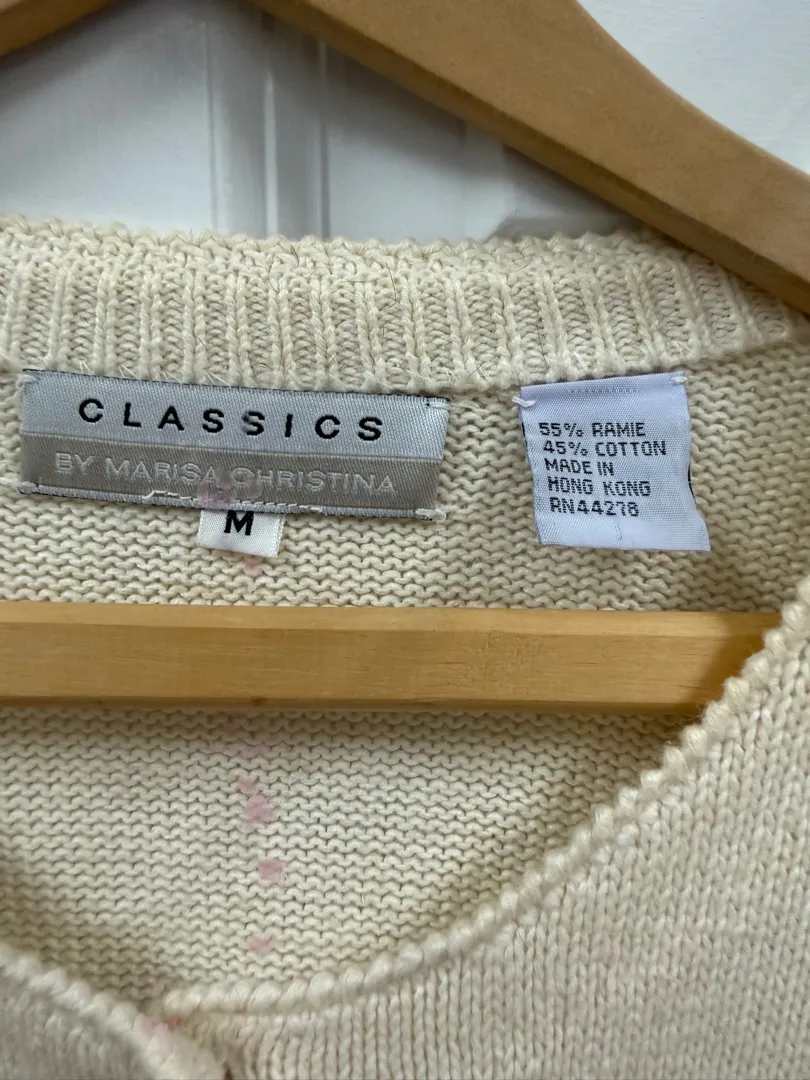 CLASSICS
BY MARISA CHRISTINA
M
55% RAMIE
45% COTTON
MADE IN
HONG KONG
RN44278